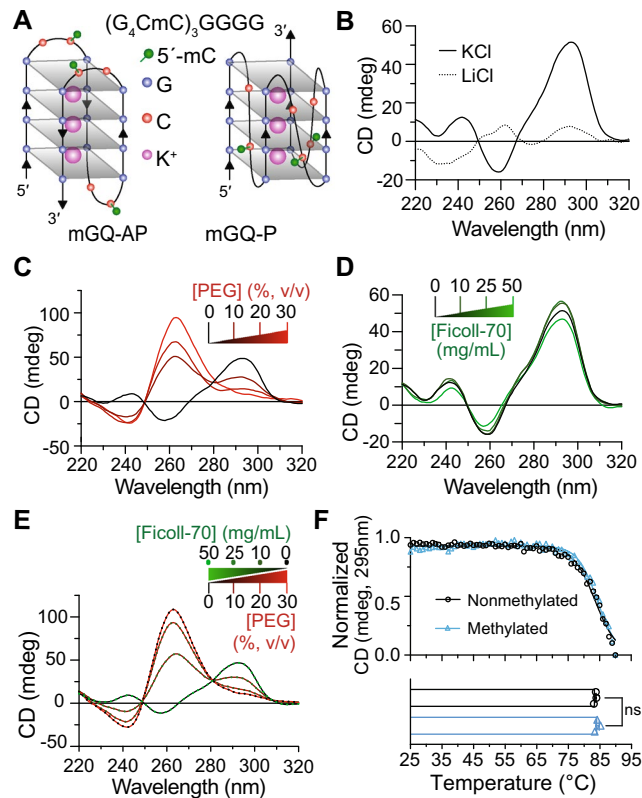 A
(G₄CmC)₃GGGG
5′-mC
G
C
K⁺
3′
5′
3′
5′
mGQ-AP
mGQ-P
B
KCl
LiCl
CD (mdeg)
60
40
20
0
-20
220 240 260 280 300 320
Wavelength (nm)
C
[PEG] (%, v/v)
0 10 20 30
CD (mdeg)
100
50
0
-50
220 240 260 280 300 320
Wavelength (nm)
D
0 10 25 50
[Ficoll-70]
(mg/mL)
CD (mdeg)
60
40
20
0
-20
220 240 260 280 300 320
Wavelength (nm)
E
[Ficoll-70] (mg/mL)
50 25 10 0
0 10 20 30
[PEG]
(%, v/v)
CD (mdeg)
100
50
0
-50
220 240 260 280 300 320
Wavelength (nm)
F
Normalized
CD (mdeg, 295nm)
1.0
0.5
0.0
Nonmethylated
Methylated
ns
25 35 45 55 65 75 85 95
Temperature (°C)